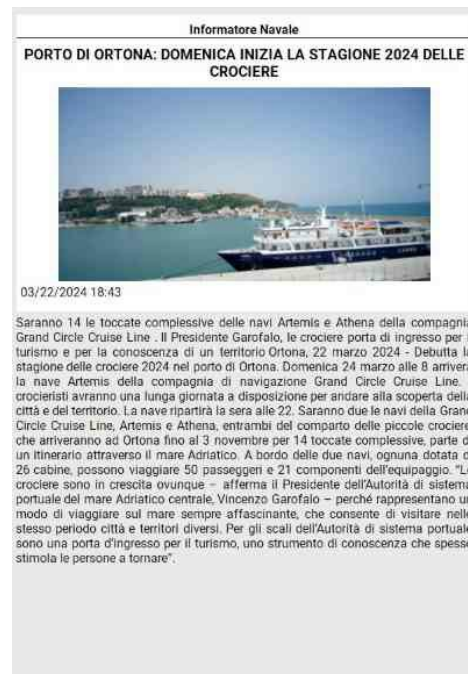 Informatore Navale
PORTO DI ORTONA: DOMENICA INIZIA LA STAGIONE 2024 DELLE
CROCIERE
03/22/2024 18:43
Saranno 14 le toccate complessive delle navi Artemis e Athena della compagnia
Grand Circle Cruise Line . Il Presidente Garofalo, le crociere porta di ingresso per
turismo e per la conoscenza di un territorio Ortona, 22 marzo 2024 - Debutta la
stagione delle crociere 2024 nel porto di Ortona. Domenica 24 marzo alle 8 arriver
la nave Artemis della compagnia di navigazione Grand Circle Cruise Line.
crocieristi avranno una lunga giornata a disposizione per andare alla scoperta della
città e del territorio. La nave ripartirà la sera alle 22. Saranno due le navi della Grand
Circle Cruise Line, Artemis e Athena, entrambi del comparto delle piccole crociere
che arriveranno ad Ortona fino al 3 novembre per 14 toccate complessive, parte d
un itinerario attraverso il mare Adriatico. A bordo delle due navi, ognuna dotata d
26 cabine, possono viaggiare 50 passeggeri e 21 componenti dell'equipaggio. "Le
crociere sono in crescita ovunque – afferma il Presidente dell'Autorità di sistema
portuale del mare Adriatico centrale, Vincenzo Garofalo – perché rappresentano un
modo di viaggiare sul mare sempre affascinante, che consente di visitare nello
stesso periodo città e territori diversi. Per gli scali dell'Autorità di sistema portuale
sono una porta d'ingresso per il turismo, uno strumento di conoscenza che spesso
stimola le persone a tornare".